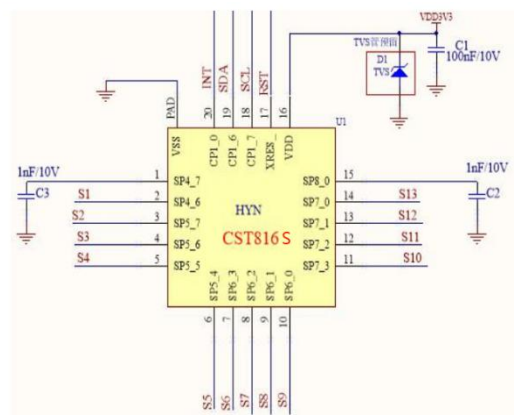 VDD3V3
TVS管预留
D1
TVS
C1
100nF/10V
INT
SDA
SCL
RST
PAD
20
19
18
17
16
U1
VSS
CP1_0
CP1_6
CP1_7
XRES_
VDD
1nF/10V
C3
1
SP4_7
S1
2
SP4_6
S2
3
SP5_7
S3
4
SP5_6
S4
5
SP5_5
HYN
CST816S
SP8_0
15
1nF/10V
C2
SP7_0
14
S13
SP7_1
13
S12
SP7_2
12
S11
SP7_3
11
S10
SP5_4
SP6_3
SP6_2
SP6_1
SP6_0
6
7
8
9
10
S5
S6
S7
S8
S9